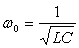 ω₀ = 1/√(LC)